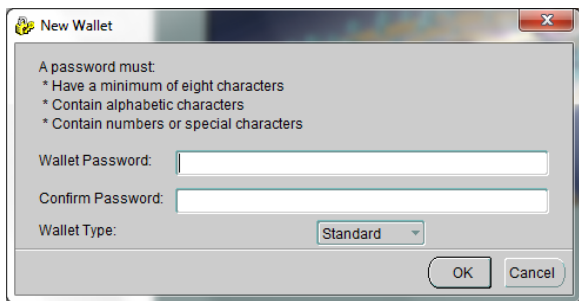 New Wallet
A password must:
* Have a minimum of eight characters
* Contain alphabetic characters
* Contain numbers or special characters
Wallet Password:
Confirm Password:
Wallet Type: Standard
OK Cancel